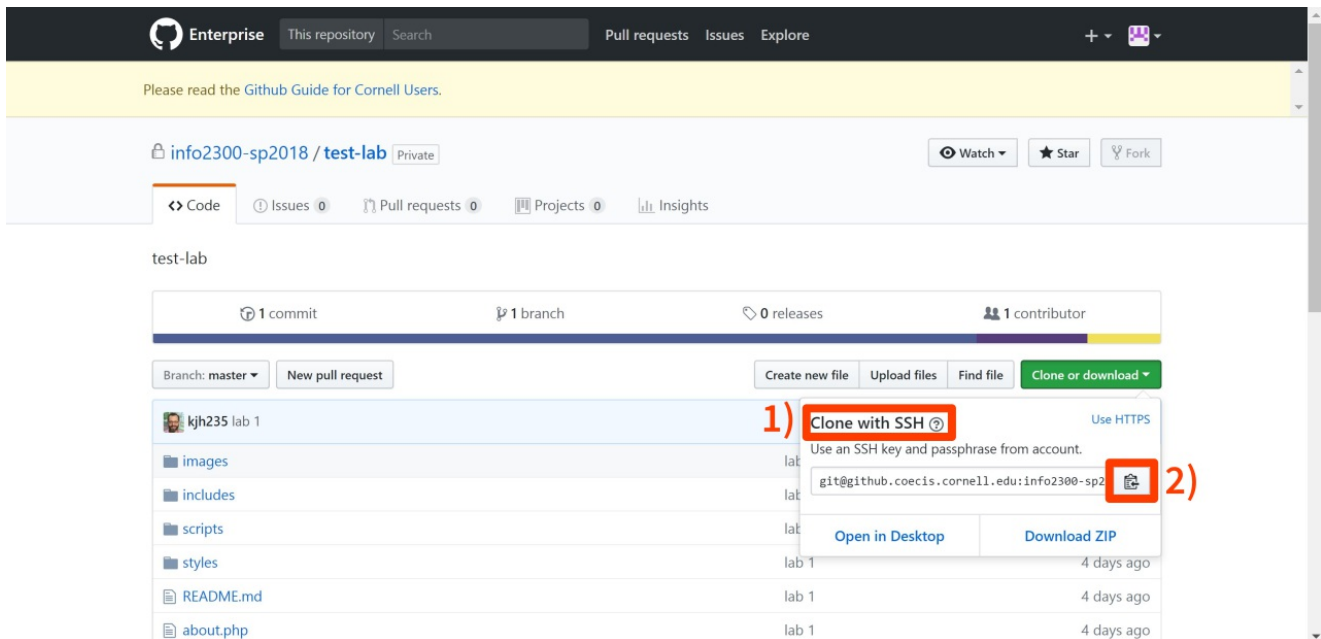 Enterprise This repository Search Pull requests Issues Explore
Please read the Github Guide for Cornell Users.
info2300-sp2018 / test-lab Private
Watch Star Fork
Code Issues 0 Pull requests 0 Projects 0 Insights
test-lab
1 commit 1 branch 0 releases 1 contributor
Branch: master New pull request Create new file Upload files Find file Clone or download
kjh235 lab 1
1) Clone with SSH Use HTTPS
Use an SSH key and passphrase from account.
git@github.coecis.cornell.edu:info2300-sp2 2)
Open in Desktop Download ZIP
images lab
includes lab
scripts lab
styles lab 1 4 days ago
README.md lab 1 4 days ago
about.php lab 1 4 days ago